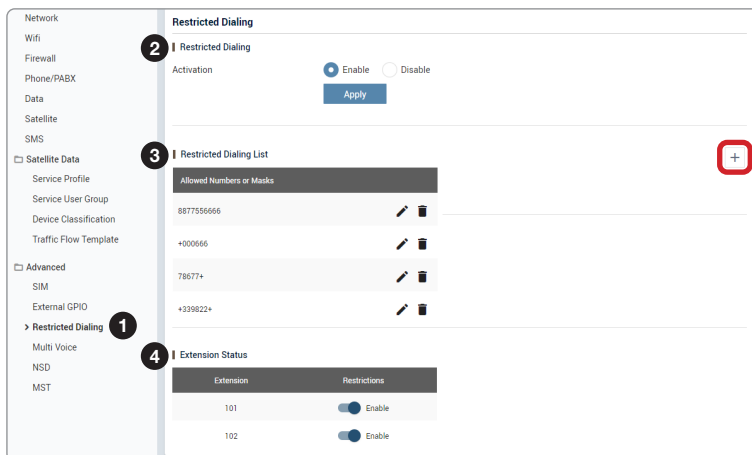 Network
Wifi
Firewall
Phone/PABX
Data
Satellite
SMS
Satellite Data
Service Profile
Service User Group
Device Classification
Traffic Flow Template
Advanced
SIM
External GPIO
> Restricted Dialing 1
Multi Voice
NSD
MST
Restricted Dialing
2 Restricted Dialing
Activation Enable Disable
Apply
3 Restricted Dialing List +
Allowed Numbers or Masks
8877556666
+000666
78677+
+339822+
4 Extension Status
Extension Restrictions
101 Enable
102 Enable